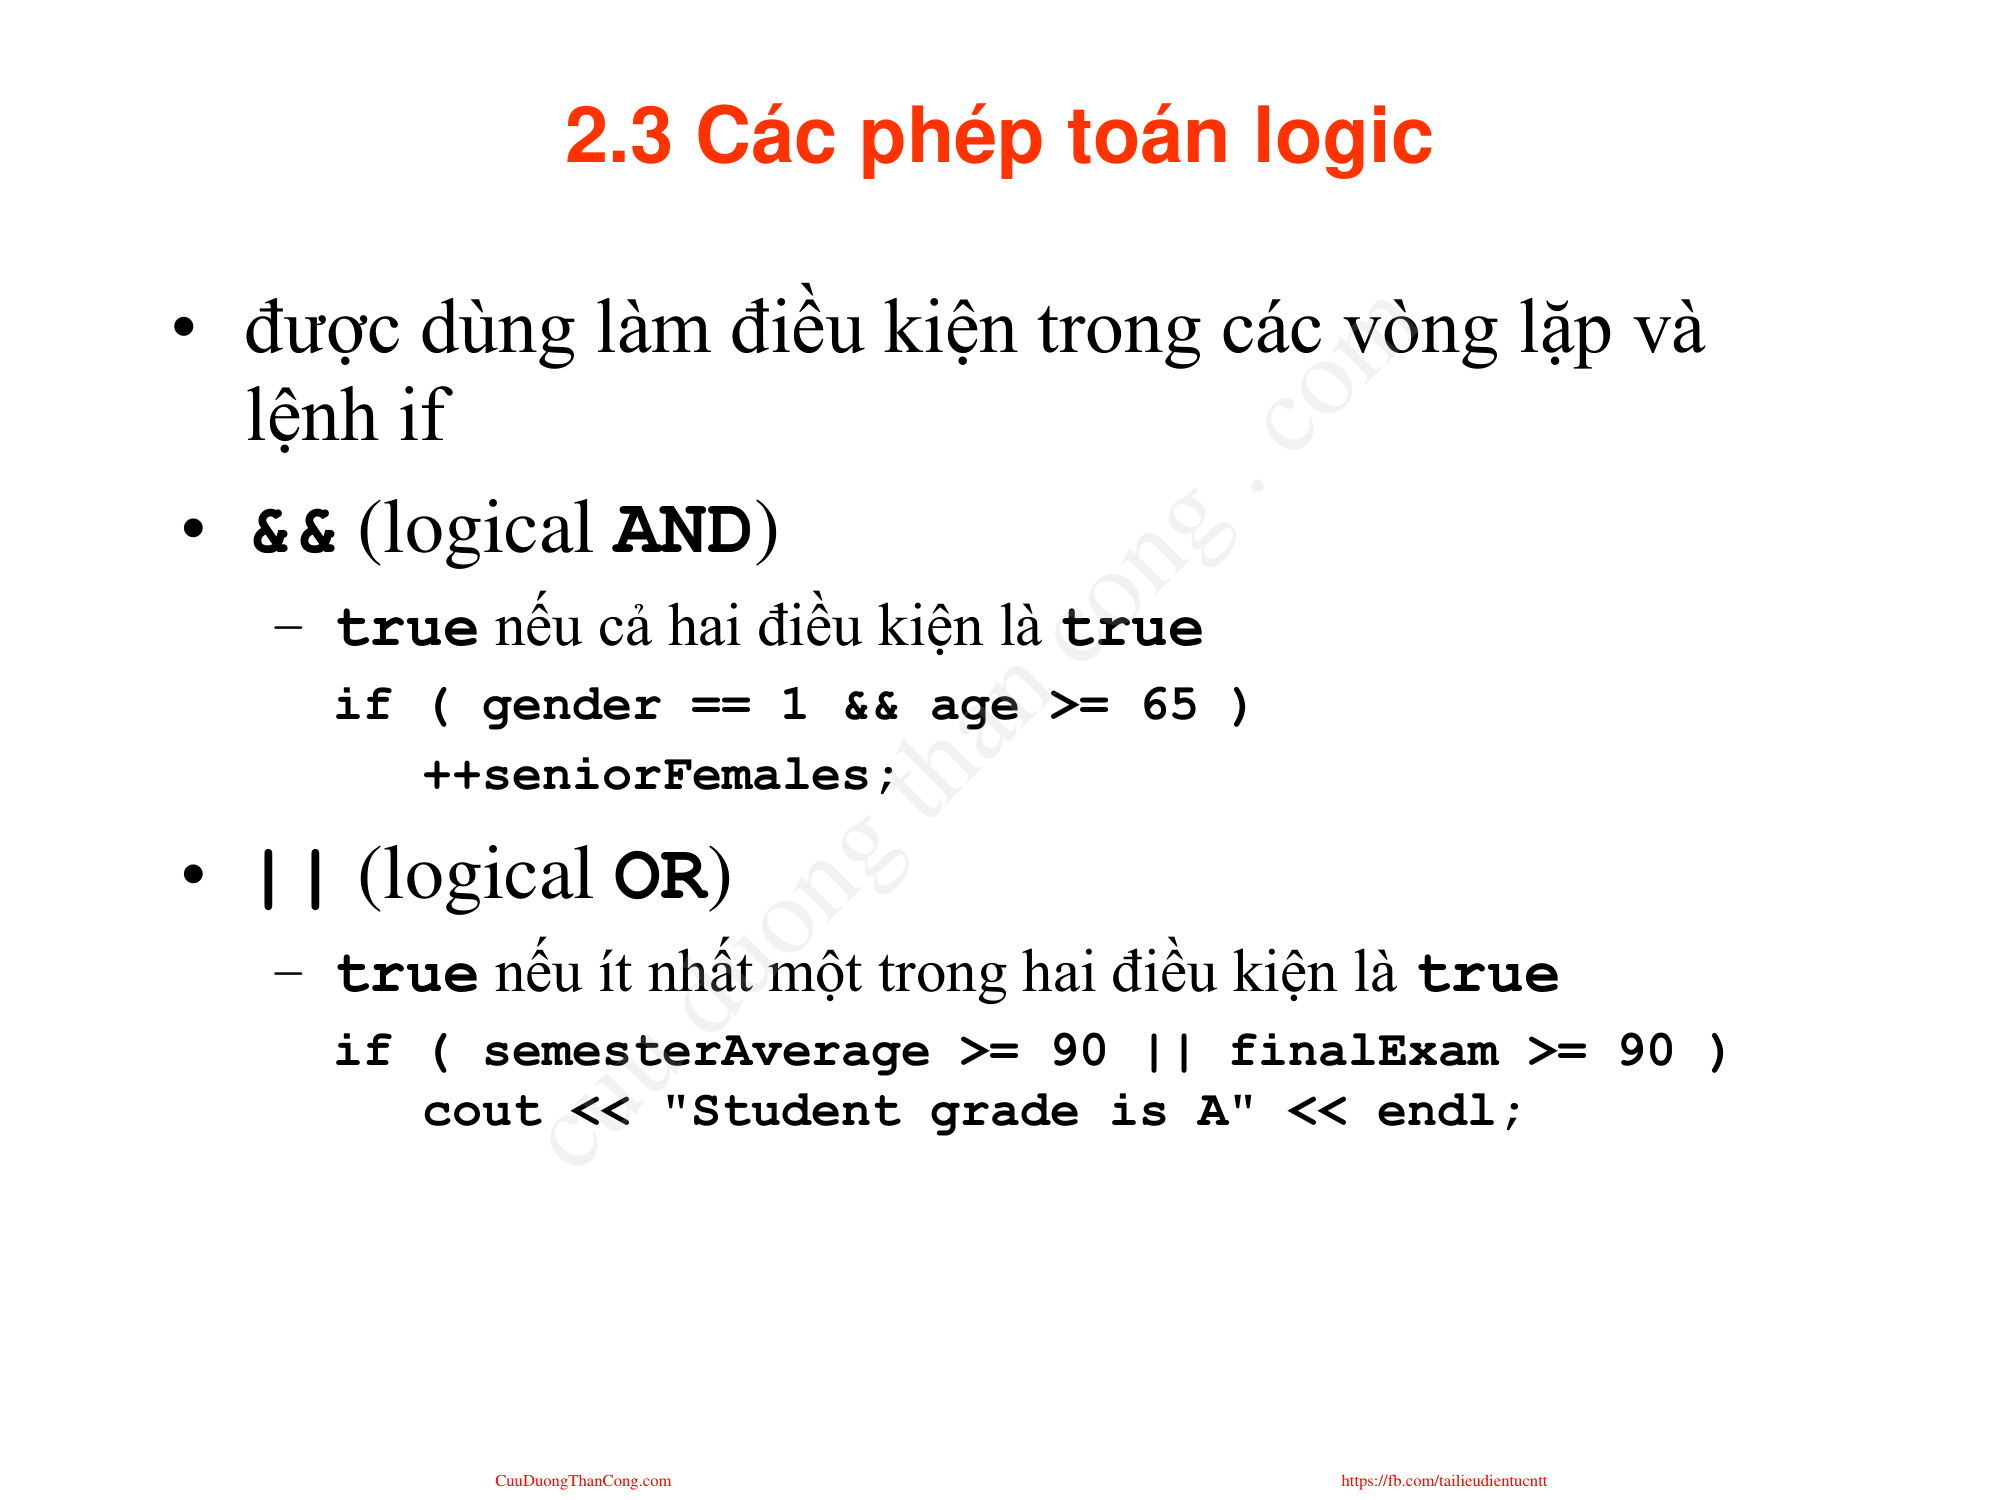 2.3 Các phép toán logic
• được dùng làm điều kiện trong các vòng lặp và
lệnh if
• && (logical AND)
– true nếu cả hai điều kiện là true
if ( gender == 1 && age >= 65 )
++seniorFemales;
• || (logical OR)
– true nếu ít nhất một trong hai điều kiện là true
if ( semesterAverage >= 90 || finalExam >= 90 )
cout << "Student grade is A" << endl;
cuu duong than cong . com
CuuDuongThanCong.com
https://fb.com/tailieudientucntt